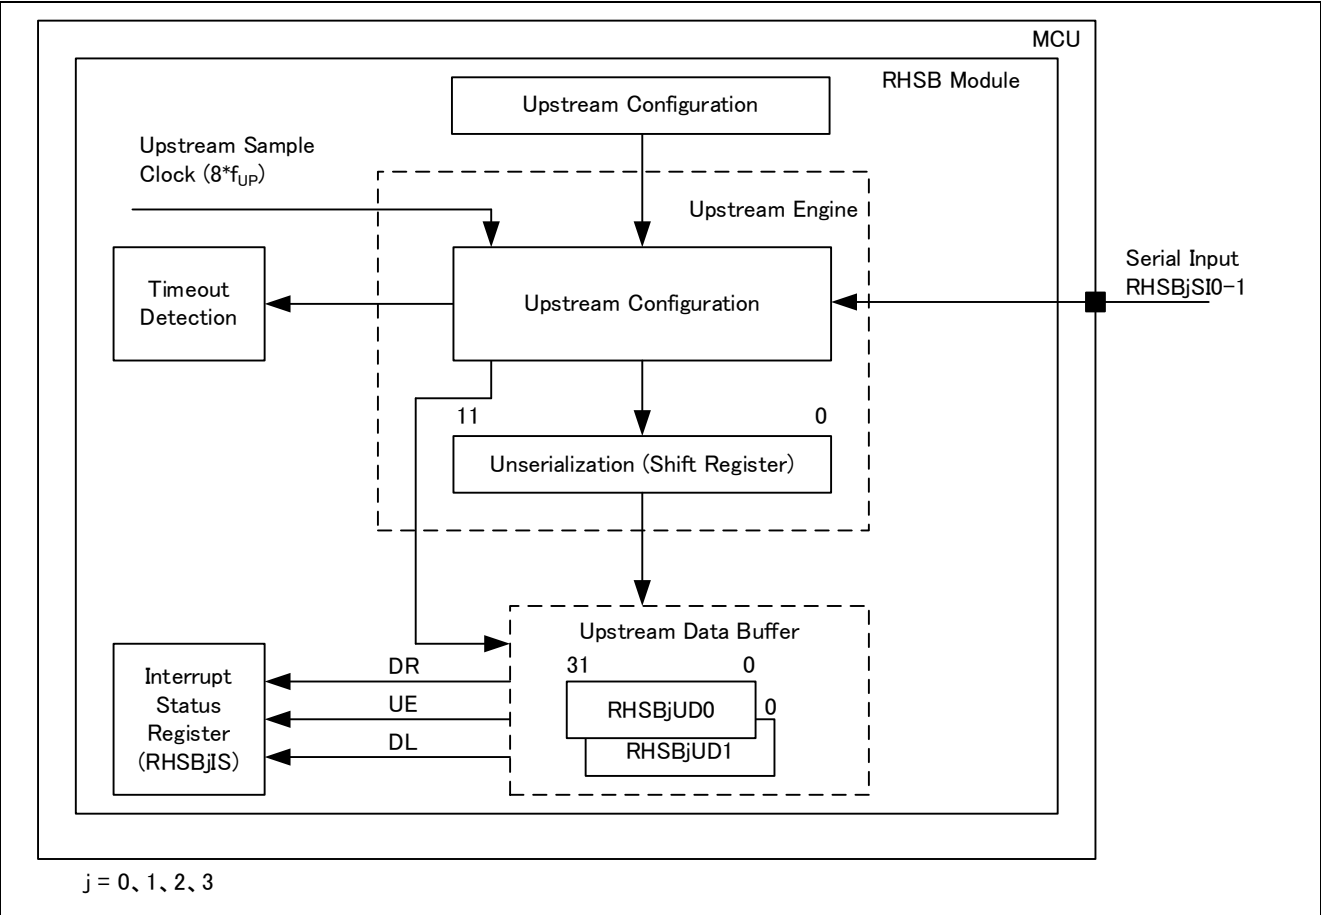 MCU
RHSB Module
Upstream Configuration
Upstream Sample
Clock (8*fUP)
Upstream Engine
Timeout
Detection
Upstream Configuration
Serial Input
RHSBjSI0-1
11 0
Unserialization (Shift Register)
Upstream Data Buffer
31 0
RHSBjUD0
0
RHSBjUD1
DR
UE
DL
Interrupt
Status
Register
(RHSBjIS)
j = 0、1、2、3